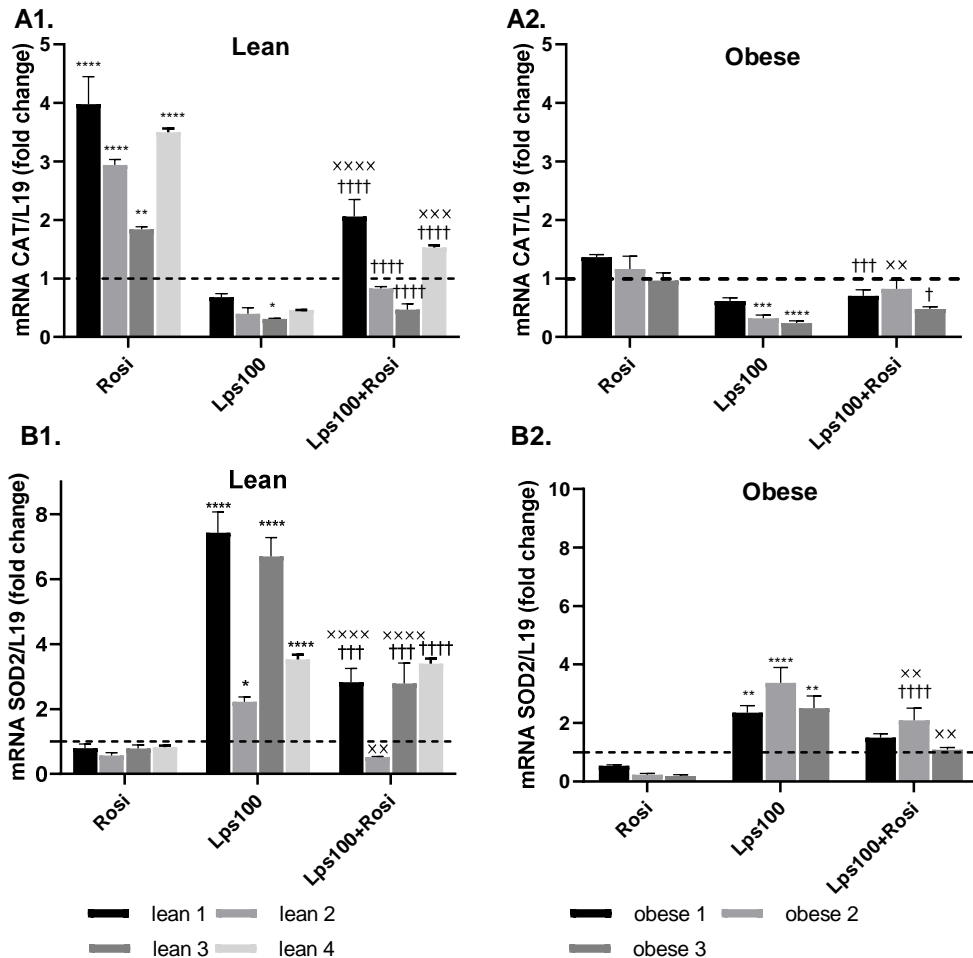 A1.
Lean
mRNA CAT/L19 (fold change)
5
4
3
2
1
0
****
****
**
****
*
××××
††††
††††
††††
×××
††††
Rosi
Lps100
Lps100+Rosi
A2.
Obese
mRNA CAT/L19 (fold change)
5
4
3
2
1
0
***
****
†††
××
†
Rosi
Lps100
Lps100+Rosi
B1.
Lean
mRNA SOD2/L19 (fold change)
8
6
4
2
0
****
*
****
****
××××
†††
××
××××
†††
††††
Rosi
Lps100
Lps100+Rosi
B2.
Obese
mRNA SOD2/L19 (fold change)
10
8
6
4
2
0
**
****
**
××
††††
××
Rosi
Lps100
Lps100+Rosi
lean 1
lean 2
lean 3
lean 4
obese 1
obese 2
obese 3